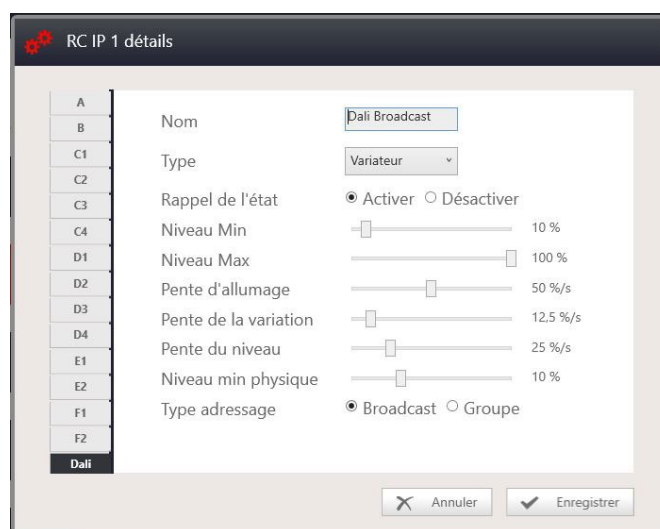 RC IP 1 détails
A
B
C1
C2
C3
C4
D1
D2
D3
D4
E1
E2
F1
F2
Dali
Nom Dali Broadcast
Type Variateur
Rappel de l'état Activer Désactiver
Niveau Min 10 %
Niveau Max 100 %
Pente d'allumage 50 %/s
Pente de la variation 12,5 %/s
Pente du niveau 25 %/s
Niveau min physique 10 %
Type adressage Broadcast Groupe
Annuler Enregistrer